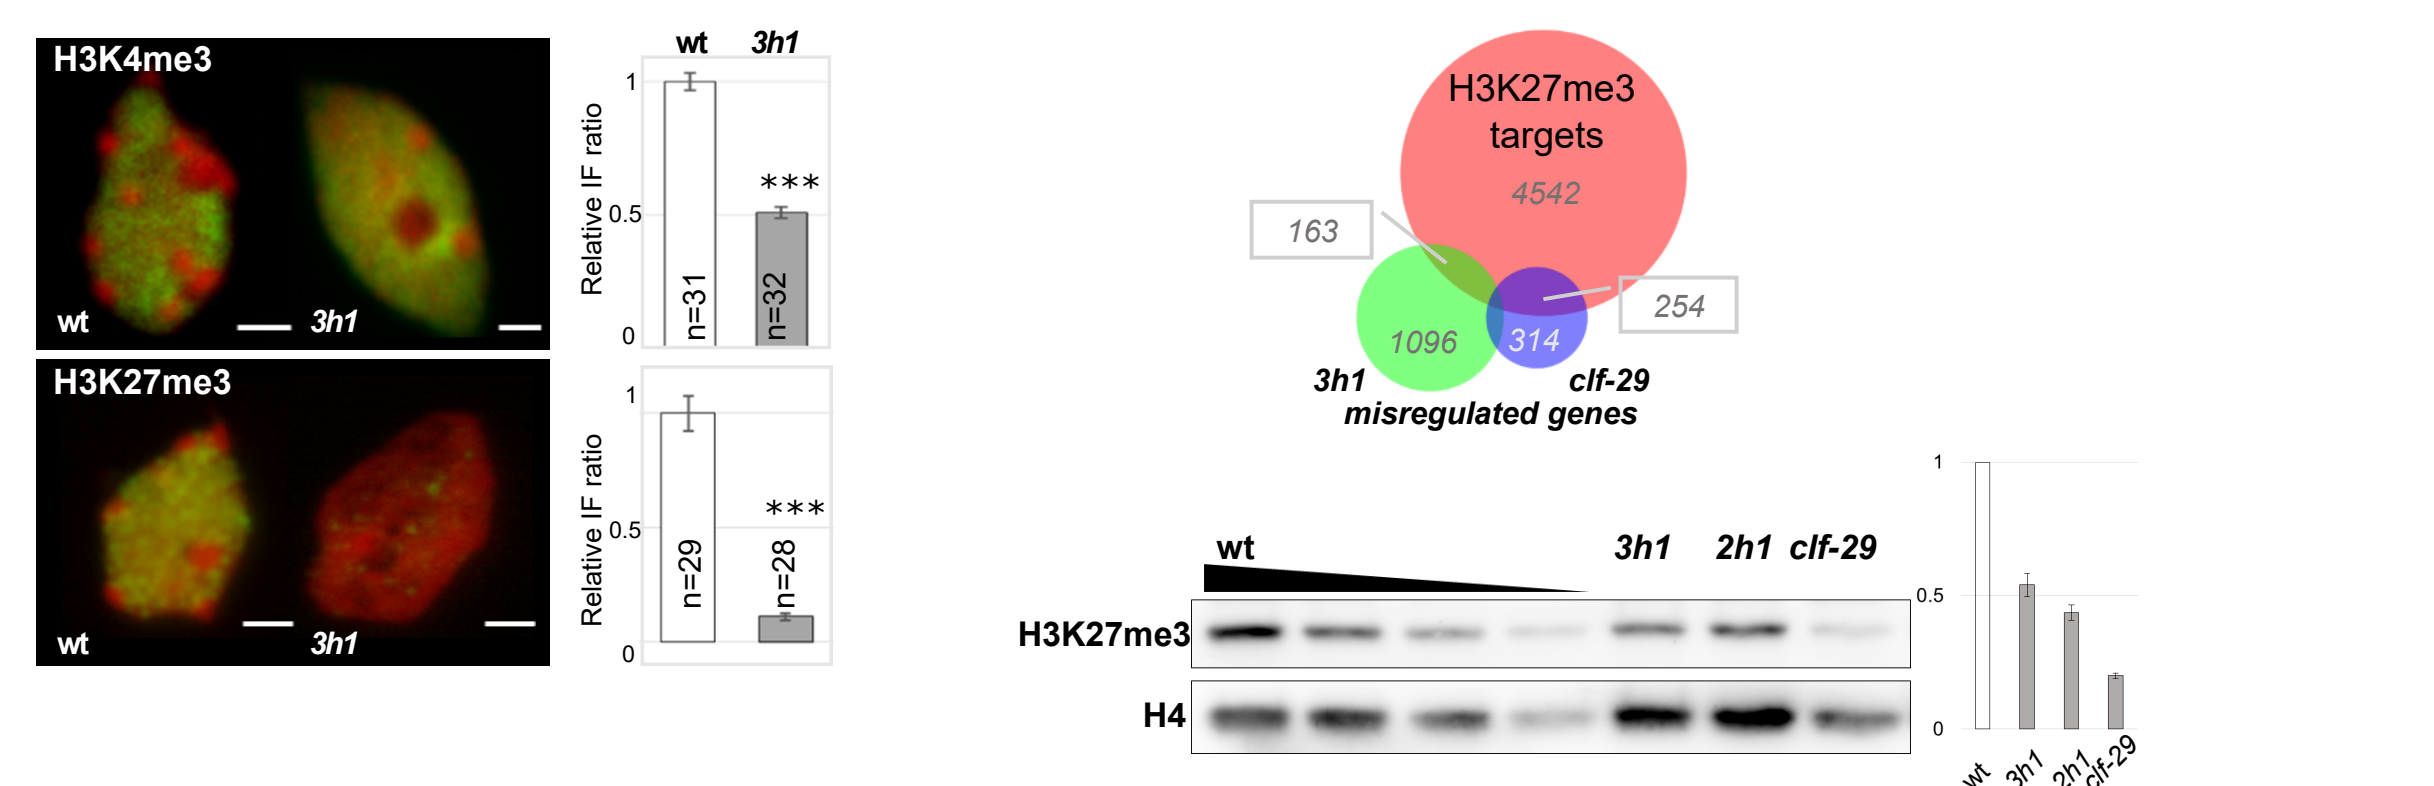 H3K4me3
wt
3h1
wt 3h1
Relative IF ratio
1
0.5
0
***
n=31
n=32
H3K27me3
wt
3h1
Relative IF ratio
1
0.5
0
***
n=29
n=28
H3K27me3
targets
4542
163
254
1096
314
3h1
clf-29
misregulated genes
wt 3h1 2h1 clf-29
H3K27me3
H4
1
0.5
0
wt
3h1
2h1
clf-29